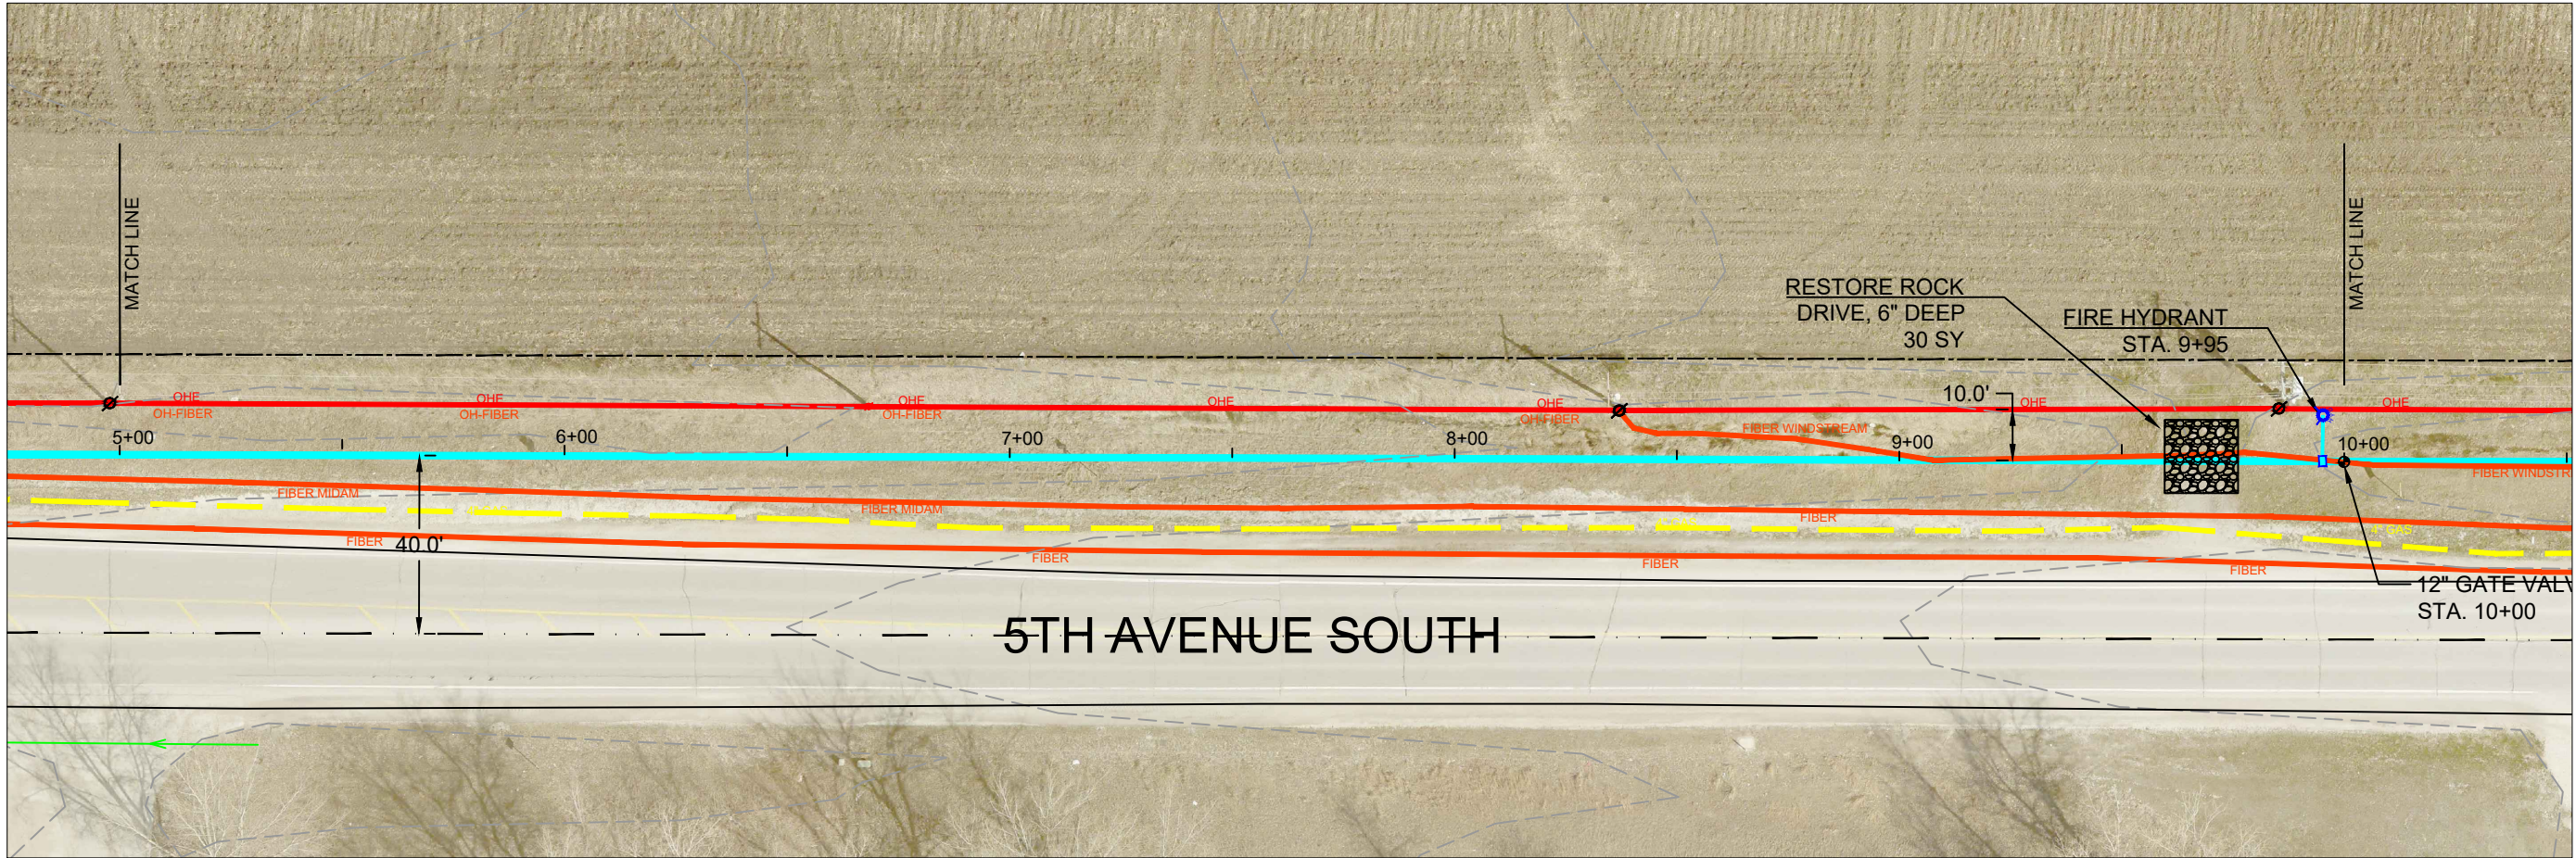 MATCH LINE
MATCH LINE
RESTORE ROCK
DRIVE, 6" DEEP
30 SY
FIRE HYDRANT
STA. 9+95
10.0'
OHE
OHE
OHE
OHE
OHE
OHE
OHE
OH-FIBER
OH-FIBER
OH-FIBER
OH-FIBER
FIBER WINDSTREAM
5+00
6+00
7+00
8+00
9+00
10+00
FIBER WINDSTR
FIBER MIDAM
FIBER MIDAM
FIBER
GAS
FIBER
40.0'
FIBER
FIBER
FIBER
12" GATE VALV
STA. 10+00
5TH AVENUE SOUTH